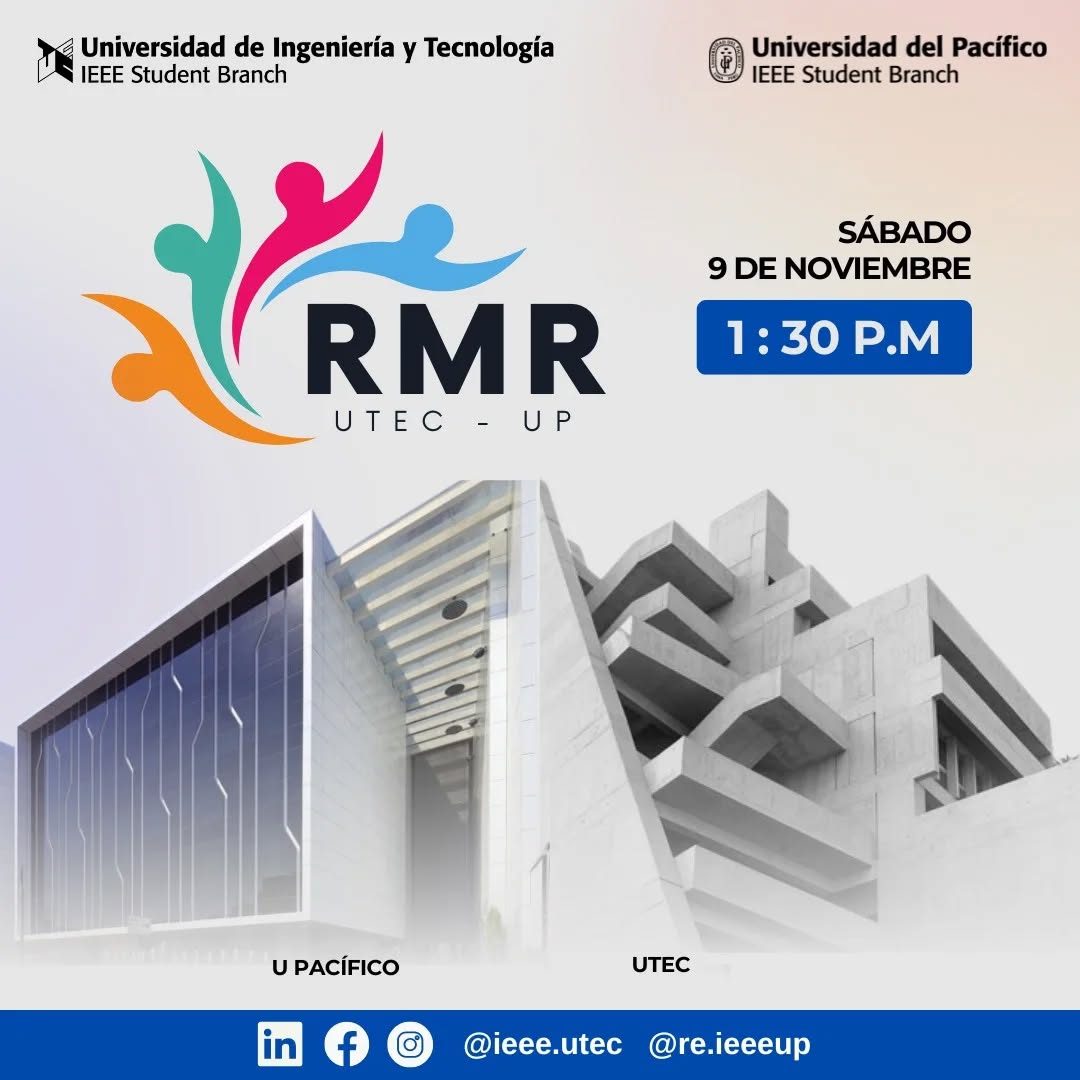 Universidad de Ingeniería y Tecnología
IEEE Student Branch
Universidad del Pacífico
IEEE Student Branch
SÁBADO
9 DE NOVIEMBRE
1 : 30 P.M
RMR
UTEC - UP
U PACÍFICO
UTEC
in
f
@ieee.utec @re.ieeeup